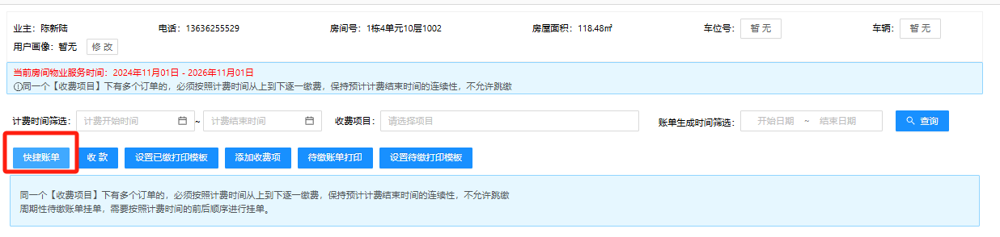 业主：陈新陆 电话：13636255529 房间号：1栋4单元10层1002 房屋面积：118.48㎡ 车位号： 暂 无 车辆： 暂 无
用户画像：暂无 修 改
当前房间物业服务时间：2024年11月01日 - 2026年11月01日
①同一个【收费项目】下有多个订单的，必须按照计费时间从上到下逐一缴费，保持预计计费结束时间的连续性，不允许跳缴
计费时间筛选： 计费开始时间 ~ 计费结束时间 收费项目： 请选择项目 账单生成时间筛选： 开始日期 ~ 结束日期 查询
快捷账单 收 款 设置已缴打印模板 添加收费项 待缴账单打印 设置待缴打印模板
同一个【收费项目】下有多个订单的，必须按照计费时间从上到下逐一缴费，保持预计计费结束时间的连续性，不允许跳缴
周期性待缴账单挂单，需要按照计费时间的前后顺序进行挂单。